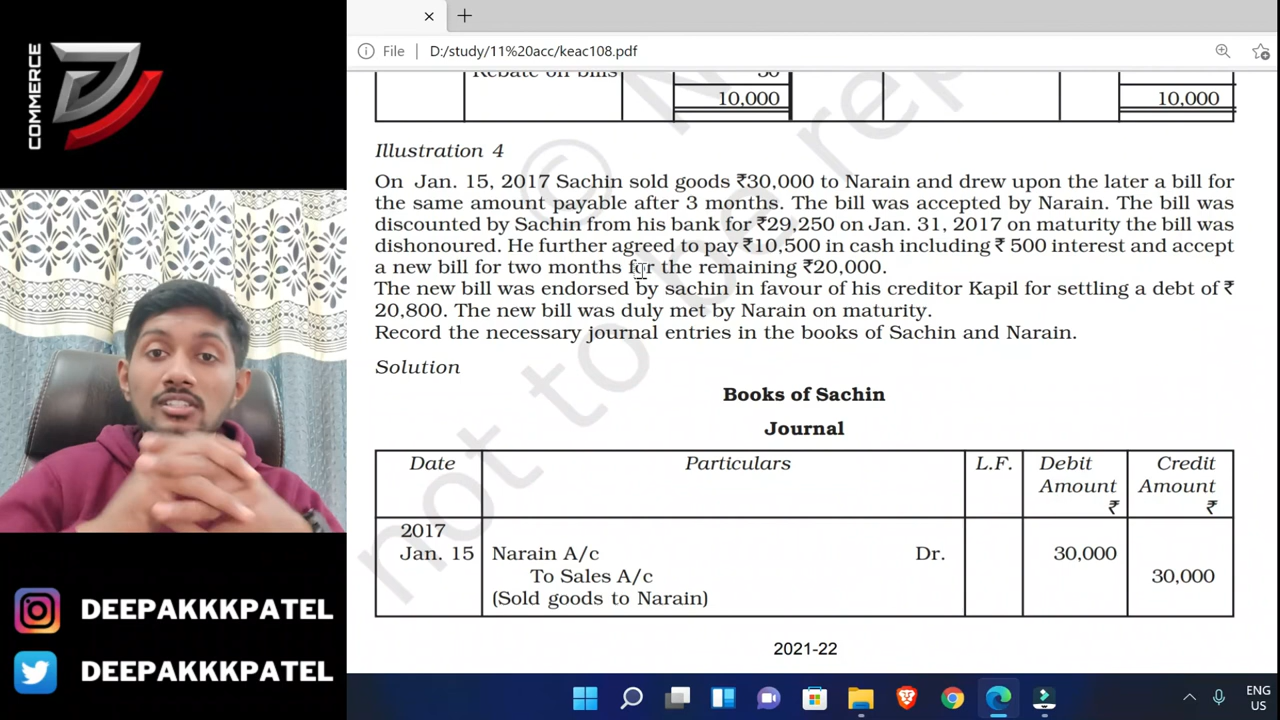 COMMERCE
File D:/study/11%20acc/keac108.pdf
Rebate on bills
10,000 10,000
Illustration 4
On Jan. 15, 2017 Sachin sold goods ₹30,000 to Narain and drew upon the later a bill for
the same amount payable after 3 months. The bill was accepted by Narain. The bill was
discounted by Sachin from his bank for ₹29,250 on Jan. 31, 2017 on maturity the bill was
dishonoured. He further agreed to pay ₹10,500 in cash including ₹ 500 interest and accept
a new bill for two months for the remaining ₹20,000.
The new bill was endorsed by sachin in favour of his creditor Kapil for settling a debt of ₹
20,800. The new bill was duly met by Narain on maturity.
Record the necessary journal entries in the books of Sachin and Narain.
Solution
Books of Sachin
Journal
Date Particulars L.F. Debit Credit
Amount Amount
₹ ₹
2017
Jan. 15 Narain A/c Dr. 30,000
To Sales A/c 30,000
(Sold goods to Narain)
2021-22
not to be rep
© N
DEEPAKKKPATEL
DEEPAKKKPATEL
ENG
US